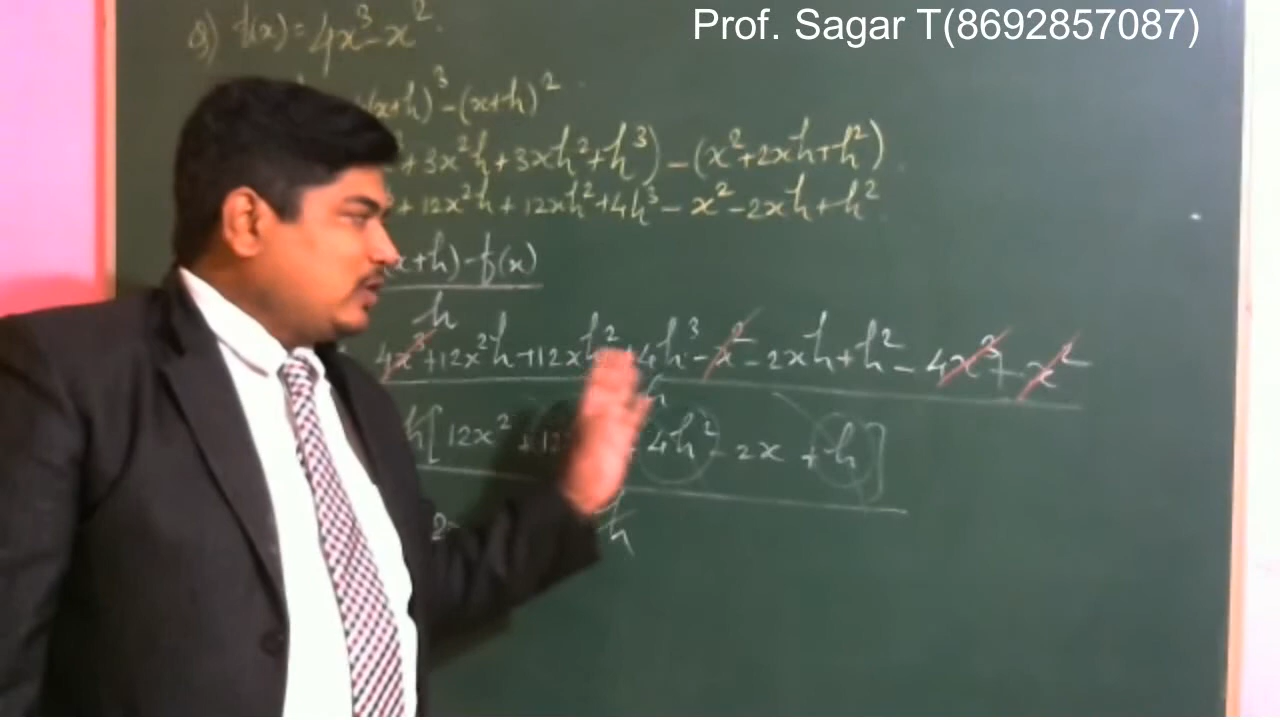 Prof. Sagar T(8692857087)
Q) f(x) = 4x³-x².
(x+h)³-(x+h)²
+3x²h+3xh²+h³)-(x²+2xh+h²)
+12x²h+12xh²+4h³-x²-2xh+h²
(x+h)-f(x)
h
4x³+12x²h+12xh²+4h³-x²-2xh+h²-4x³+x²
h
h[12x²+12 4h²-2x+h]
h